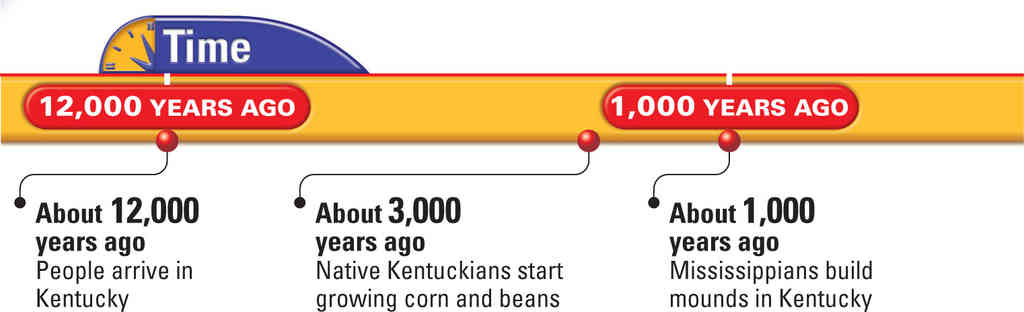 Time
12,000 YEARS AGO
1,000 YEARS AGO
About 12,000
years ago
People arrive in
Kentucky
About 3,000
years ago
Native Kentuckians start
growing corn and beans
About 1,000
years ago
Mississippians build
mounds in Kentucky